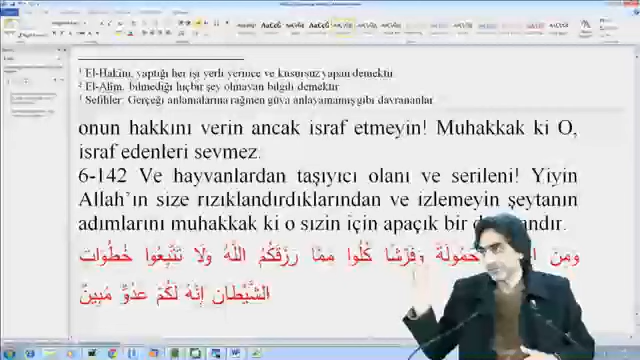 ¹ El-Hakîm, yaptığı her işi yerli yerince ve kusursuz yapan demektir
² El-Alîm, bilmediği hiçbir şey olmayan bilgili demektir
³ Sefihler: Gerçeği anlamalarına rağmen güya anlayamamış gibi davrananlar
onun hakkını verin ancak israf etmeyin! Muhakkak ki O,
israf edenleri sevmez.
6-142 Ve hayvanlardan taşıyıcı olanı ve serileni! Yiyin
Allah’ın size rızıklandırdıklarından ve izlemeyin şeytanın
adımlarını muhakkak ki o sizin için apaçık bir
وَمِنَ حَمُولَةً وَفَرْشًا كُلُوا مِمَّا رَزَقَكُمُ اللَّهُ وَلَا تَتَّبِعُوا خُطُوَاتِ
الشَّيْطَانِ إِنَّهُ لَكُمْ عَدُوٌّ مُبِينٌ